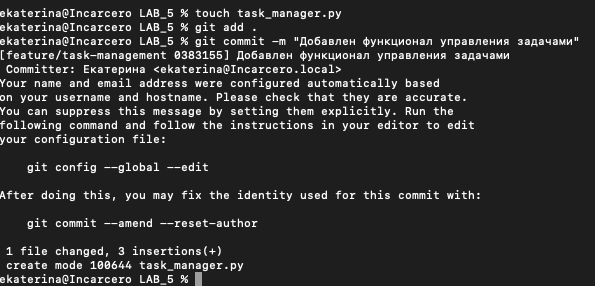 ekaterina@Incarcero LAB_5 % touch task_manager.py
ekaterina@Incarcero LAB_5 % git add .
ekaterina@Incarcero LAB_5 % git commit -m "Добавлен функционал управления задачами"
[feature/task-management 0383155] Добавлен функционал управления задачами
 Committer: Екатерина <ekaterina@Incarcero.local>
Your name and email address were configured automatically based
on your username and hostname. Please check that they are accurate.
You can suppress this message by setting them explicitly. Run the
following command and follow the instructions in your editor to edit
your configuration file:

    git config --global --edit

After doing this, you may fix the identity used for this commit with:

    git commit --amend --reset-author

 1 file changed, 3 insertions(+)
 create mode 100644 task_manager.py
ekaterina@Incarcero LAB_5 %